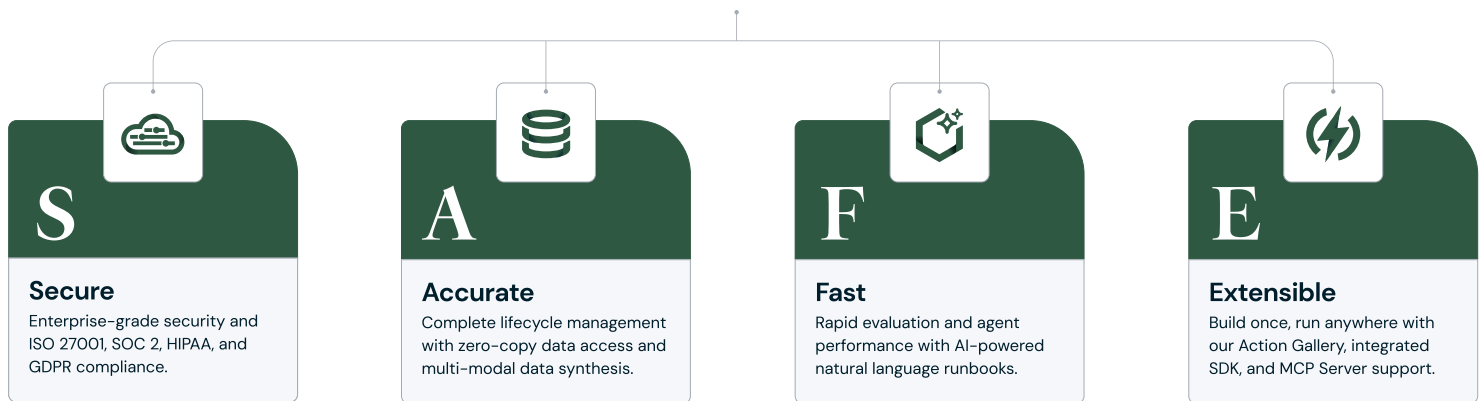 S
Secure
Enterprise-grade security and
ISO 27001, SOC 2, HIPAA, and
GDPR compliance.
A
Accurate
Complete lifecycle management
with zero-copy data access and
multi-modal data synthesis.
F
Fast
Rapid evaluation and agent
performance with AI-powered
natural language runbooks.
E
Extensible
Build once, run anywhere with
our Action Gallery, integrated
SDK, and MCP Server support.